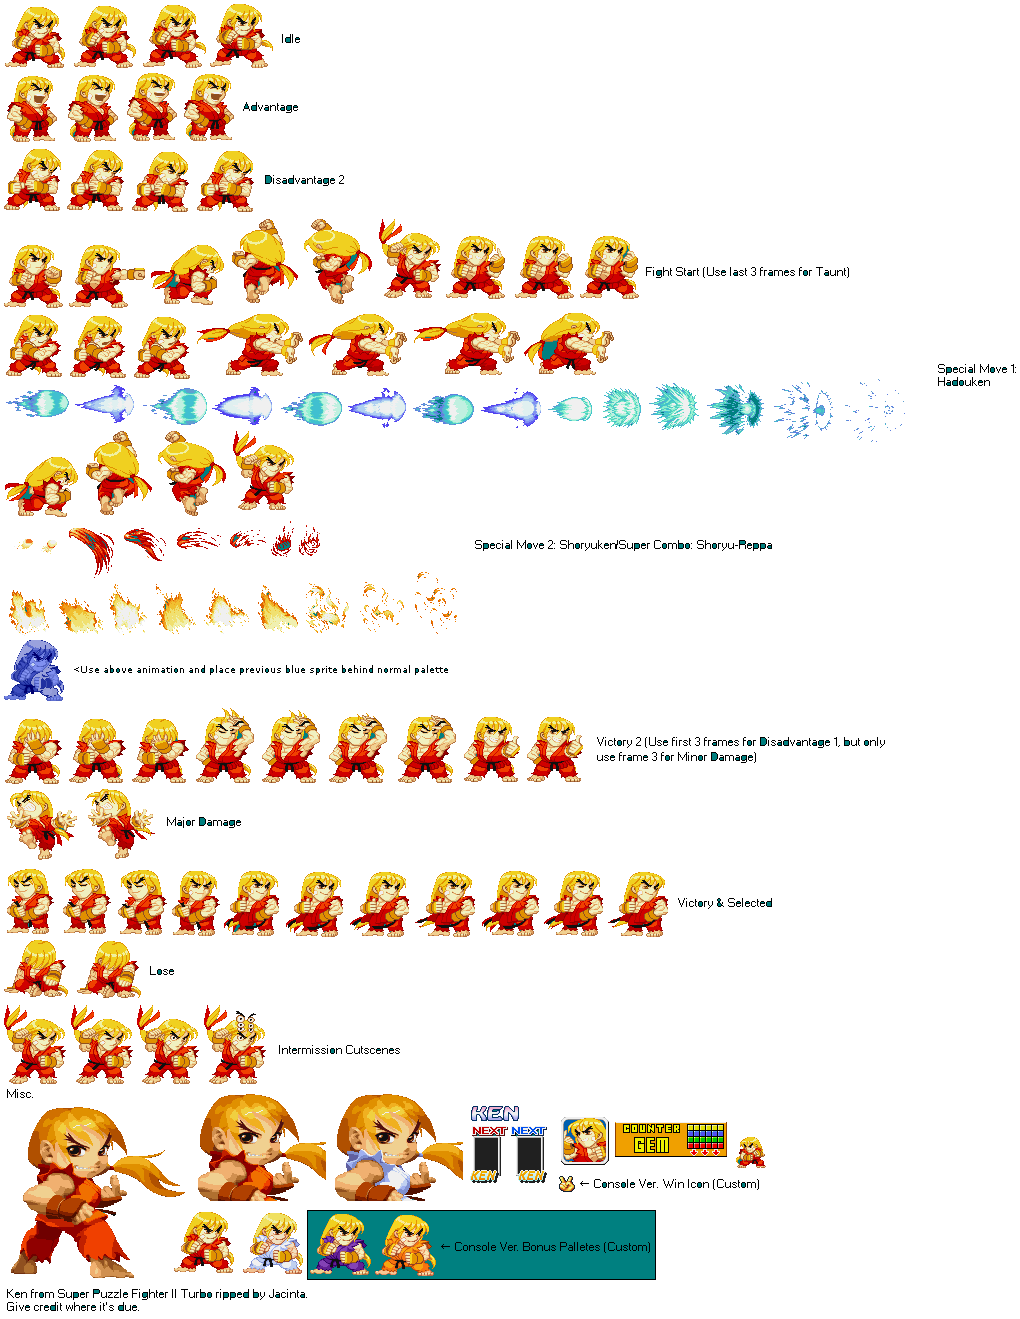 Idle
Advantage
Disadvantage 2
Fight Start (Use last 3 frames for Taunt)
Special Move 1:
Hadouken
Special Move 2: Shoryuken/Super Combo: Shoryu-Reppa
<Use above animation and place previous blue sprite behind normal palette
Victory 2 (Use first 3 frames for Disadvantage 1, but only
use frame 3 for Minor Damage)
Major Damage
Victory & Selected
Lose
Intermission Cutscenes
Misc.
KEN
NEXT NEXT
KEN KEN
COUNTER
GEM
← Console Ver. Win Icon (Custom)
← Console Ver. Bonus Palletes (Custom)
Ken from Super Puzzle Fighter II Turbo ripped by Jacinta.
Give credit where it's due.